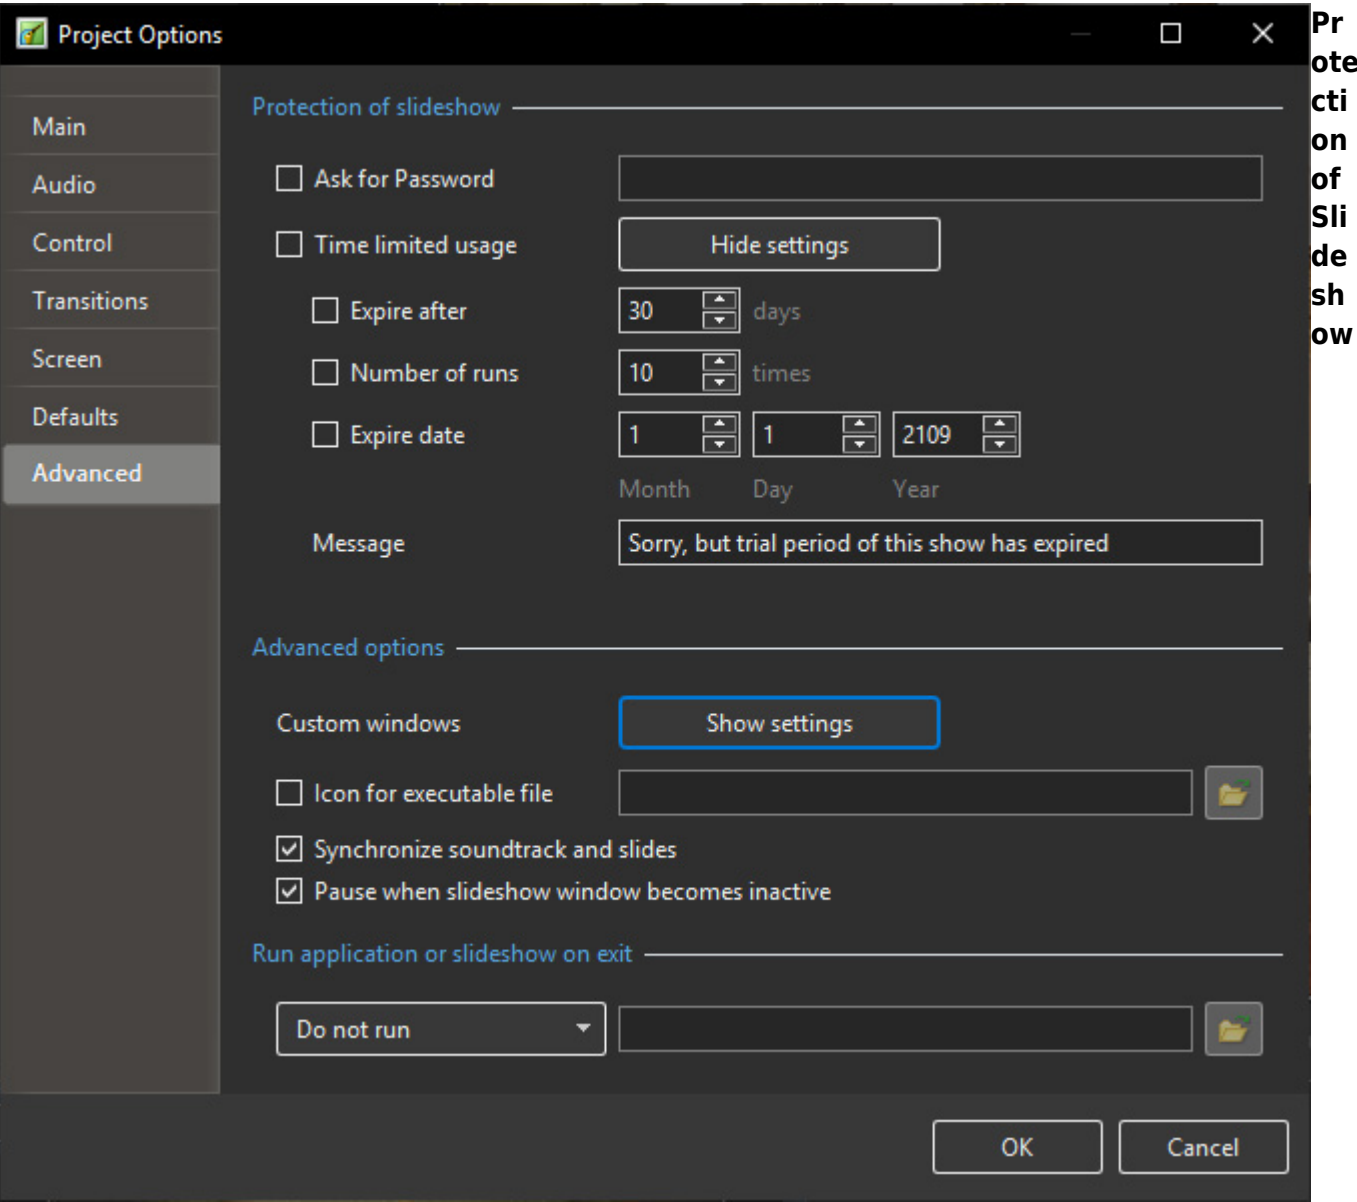 Project Options
Main
Audio
Control
Transitions
Screen
Defaults
Advanced
Protection of slideshow
Ask for Password
Time limited usage Hide settings
Expire after 30 days
Number of runs 10 times
Expire date 1 1 2109
Month Day Year
Message Sorry, but trial period of this show has expired
Advanced options
Custom windows Show settings
Icon for executable file
Synchronize soundtrack and slides
Pause when slideshow window becomes inactive
Run application or slideshow on exit
Do not run
OK Cancel
Pr
ote
cti
on
of
Sli
de
sh
ow